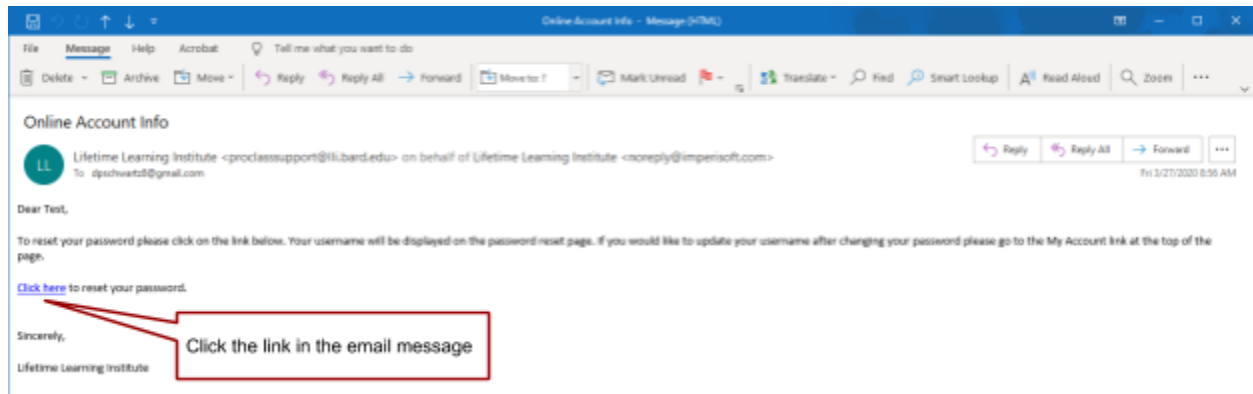 Online Account Info - Message (HTML)
File Message Help Acrobat Tell me what you want to do
Delete Archive Move Reply Reply All Forward Move to: ? Mark Unread Translate Find Smart Lookup Read Aloud Zoom ...
Online Account Info
LL
Lifetime Learning Institute <proclasssupport@lli.bard.edu> on behalf of Lifetime Learning Institute <noreply@imperisoft.com>
To dpschwartz8@gmail.com
Reply Reply All Forward ...
Fri 3/27/2020 8:56 AM
Dear Test,
To reset your password please click on the link below. Your username will be displayed on the password reset page. If you would like to update your username after changing your password please go to the My Account link at the top of the
page.
Click here to reset your password.
Click the link in the email message
Sincerely,
Lifetime Learning Institute